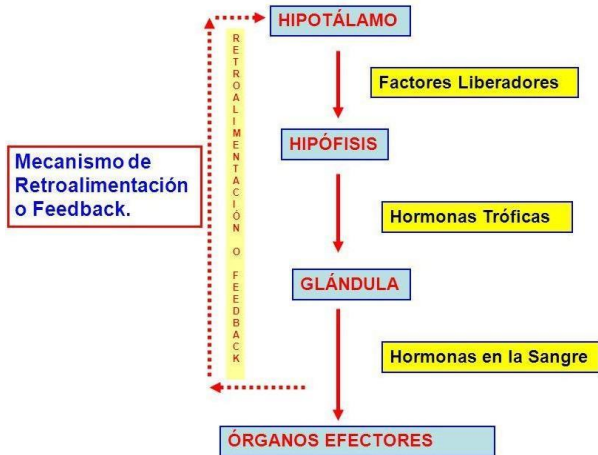 HIPOTÁLAMO
Factores Liberadores
HIPÓFISIS
Mecanismo de
Retroalimentación
o Feedback.
RETROALIMENTACIÓN O FEEDBACK
Hormonas Tróficas
GLÁNDULA
Hormonas en la Sangre
ÓRGANOS EFECTORES